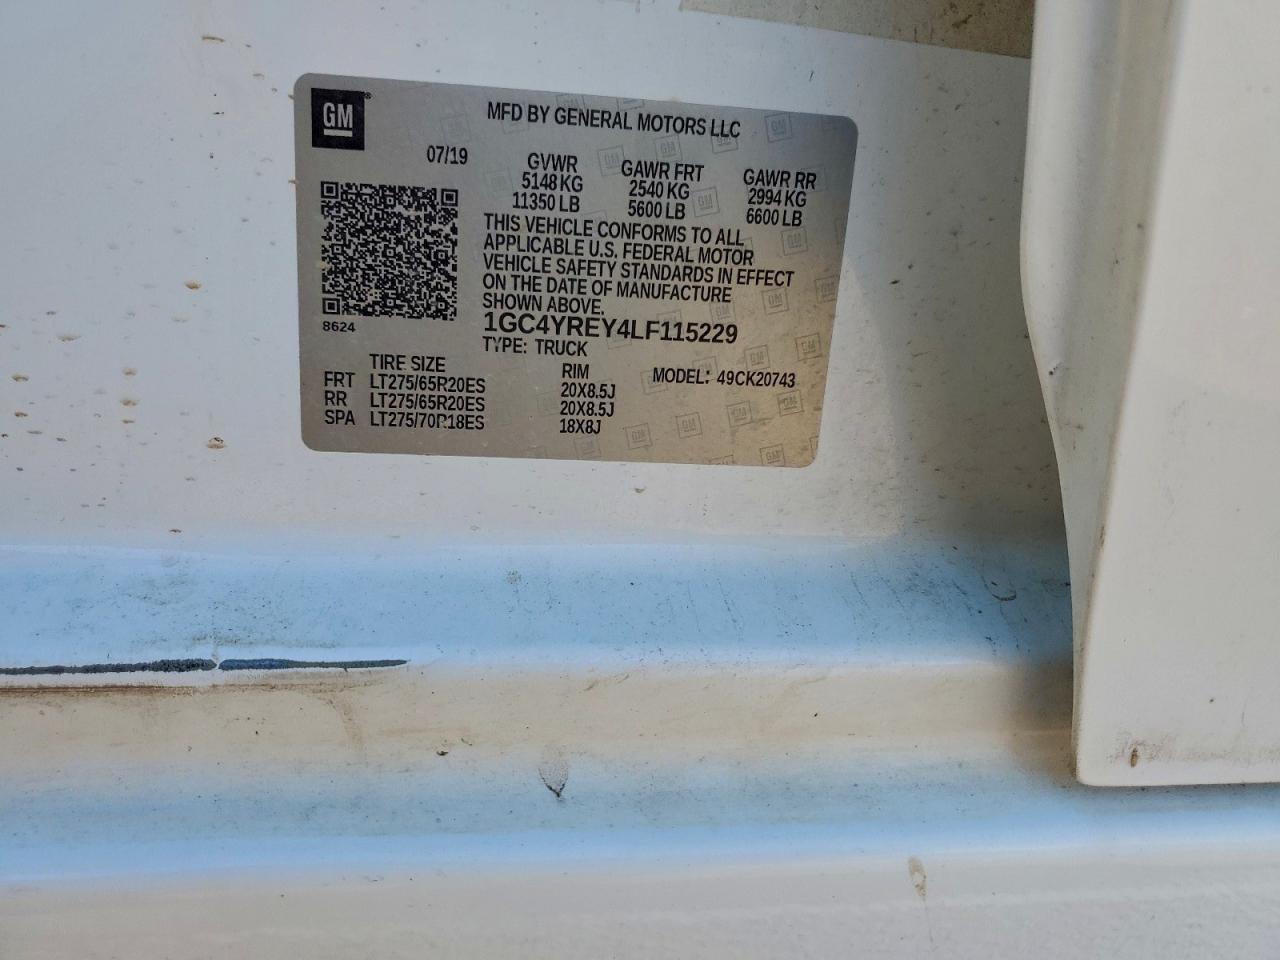 GM
MFD BY GENERAL MOTORS LLC
07/19
GVWR GAWR FRT GAWR RR
5148 KG 2540 KG 2994 KG
11350 LB 5600 LB 6600 LB
THIS VEHICLE CONFORMS TO ALL
APPLICABLE U.S. FEDERAL MOTOR
VEHICLE SAFETY STANDARDS IN EFFECT
ON THE DATE OF MANUFACTURE
SHOWN ABOVE.
8624
1GC4YREY4LF115229
TYPE: TRUCK
TIRE SIZE RIM MODEL: 49CK20743
FRT LT275/65R20ES 20X8.5J
RR LT275/65R20ES 20X8.5J
SPA LT275/70R18ES 18X8J